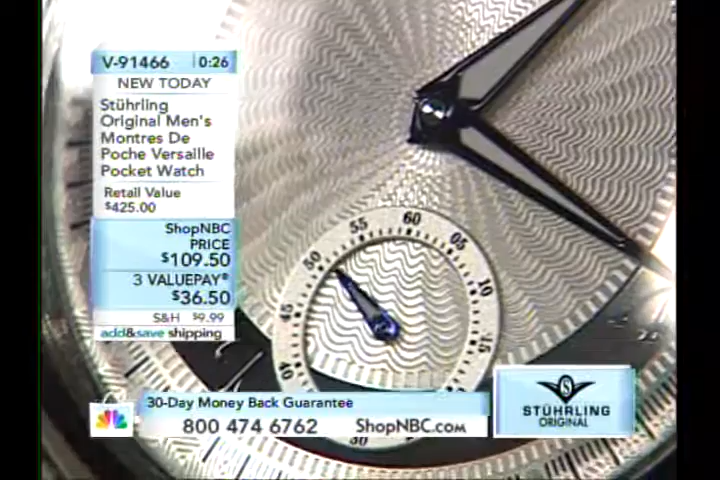 V-91466 0:26
NEW TODAY
Stührling
Original Men's
Montres De
Poche Versaille
Pocket Watch
Retail Value
$425.00
ShopNBC
PRICE
$109.50
3 VALUEPAY®
$36.50
S&H $9.99
add&save shipping
55 60 05
50 10
45 15
40
30
30-Day Money Back Guarantee
800 474 6762 ShopNBC.com
S
STÜHRLING
ORIGINAL